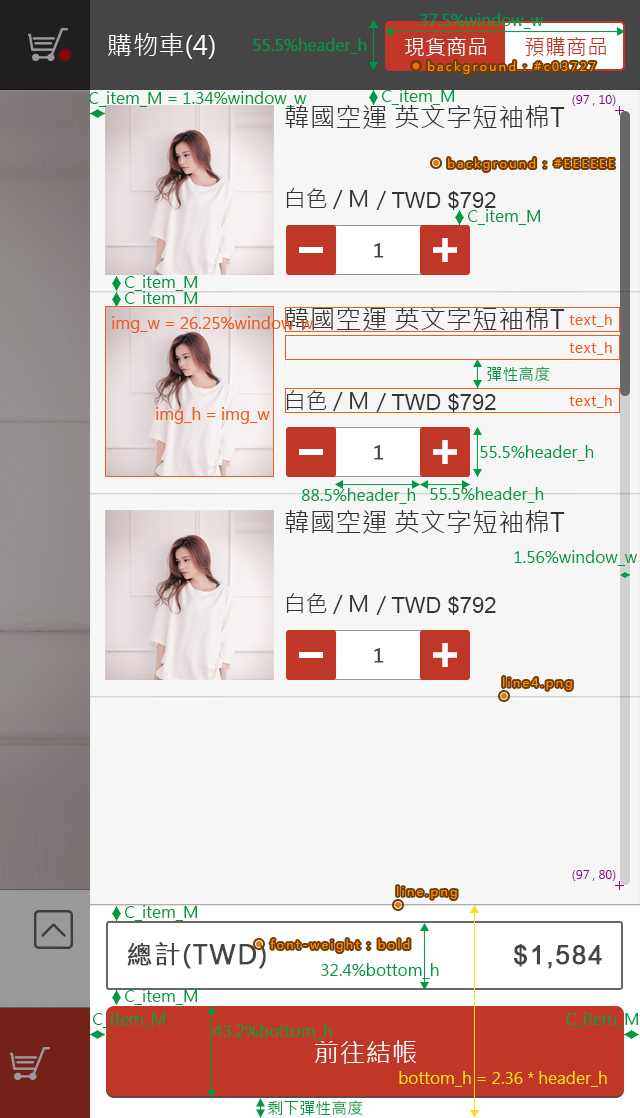 37.5%window_w
購物車(4)
55.5%header_h
現貨商品
預購商品
background : #c03727
C_item_M = 1.34%window_w
C_item_M
(97 , 10)
韓國空運 英文字短袖棉T
background : #EEEEEE
白色 / M / TWD $792
C_item_M
1
C_item_M
C_item_M
img_w = 26.25%window_w
韓國空運 英文字短袖棉T
text_h
text_h
彈性高度
白色 / M / TWD $792
text_h
img_h = img_w
1
55.5%header_h
88.5%header_h
55.5%header_h
韓國空運 英文字短袖棉T
1.56%window_w
白色 / M / TWD $792
1
line4.png
(97 , 80)
line.png
C_item_M
總計(TWD)
font-weight : bold
$1,584
32.4%bottom_h
C_item_M
C_item_M
C_item_M
43.2%bottom_h
前往結帳
bottom_h = 2.36 * header_h
剩下彈性高度